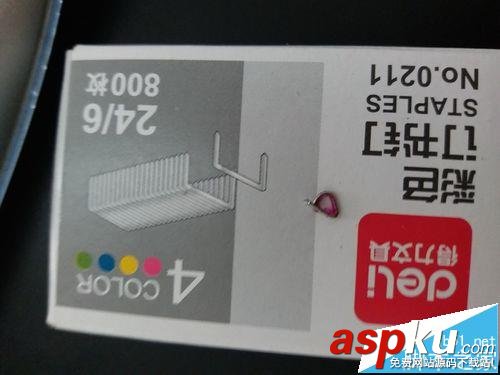 deli
得力文具
彩色
订书钉
STAPLES
No.0211
4
COLOR
24/6
800枚
aspku.com
免费网站源码下载站!